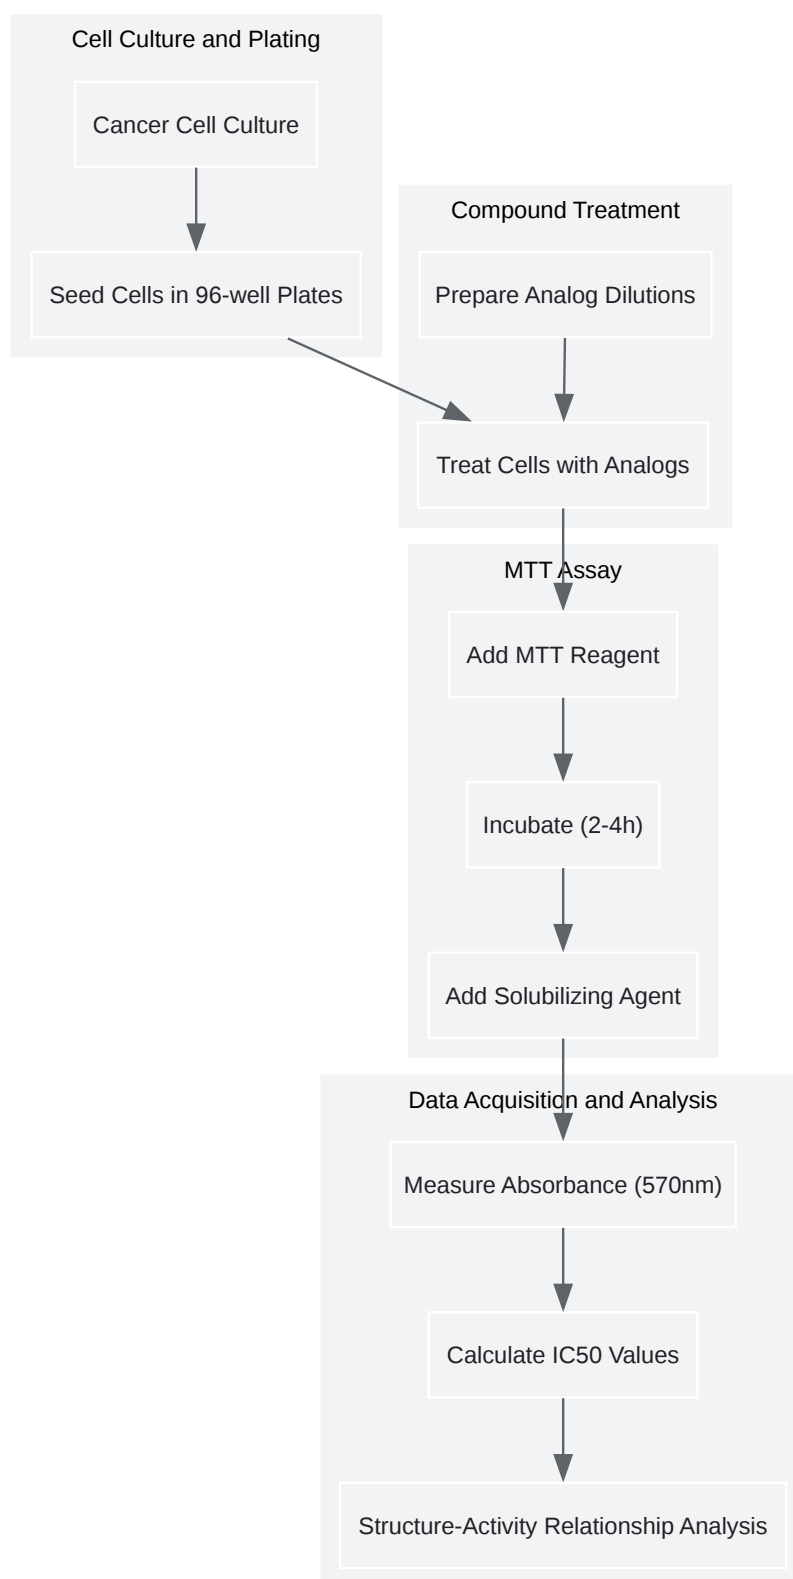 Cell Culture and Plating
Cancer Cell Culture
Seed Cells in 96-well Plates
Compound Treatment
Prepare Analog Dilutions
Treat Cells with Analogs
MTT Assay
Add MTT Reagent
Incubate (2-4h)
Add Solubilizing Agent
Data Acquisition and Analysis
Measure Absorbance (570nm)
Calculate IC50 Values
Structure-Activity Relationship Analysis